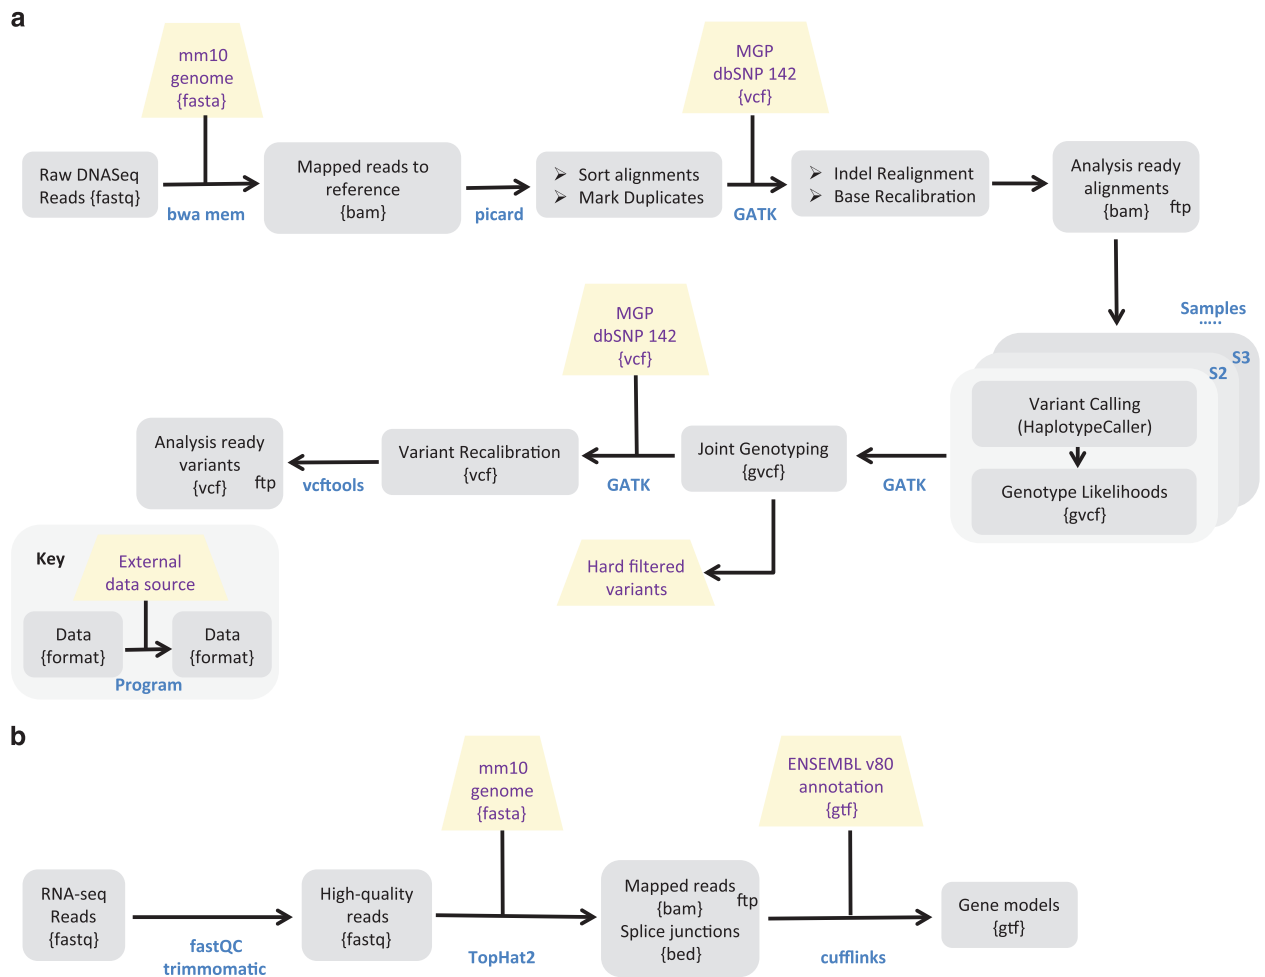 a
mm10
genome
{fasta}
MGP
dbSNP 142
{vcf}
Raw DNASeq
Reads {fastq}
bwa mem
Mapped reads to
reference
{bam}
picard
➢ Sort alignments
➢ Mark Duplicates
GATK
➢ Indel Realignment
➢ Base Recalibration
Analysis ready
alignments
{bam} ftp
Samples
.....
S3
S2
Variant Calling
(HaplotypeCaller)
Genotype Likelihoods
{gvcf}
GATK
Joint Genotyping
{gvcf}
MGP
dbSNP 142
{vcf}
GATK
Variant Recalibration
{vcf}
vcftools
Analysis ready
variants
{vcf} ftp
Hard filtered
variants
Key
External
data source
Data
{format}
Data
{format}
Program
b
mm10
genome
{fasta}
ENSEMBL v80
annotation
{gtf}
RNA-seq
Reads
{fastq}
fastQC
trimmomatic
High-quality
reads
{fastq}
TopHat2
Mapped reads
{bam} ftp
Splice junctions
{bed}
cufflinks
Gene models
{gtf}